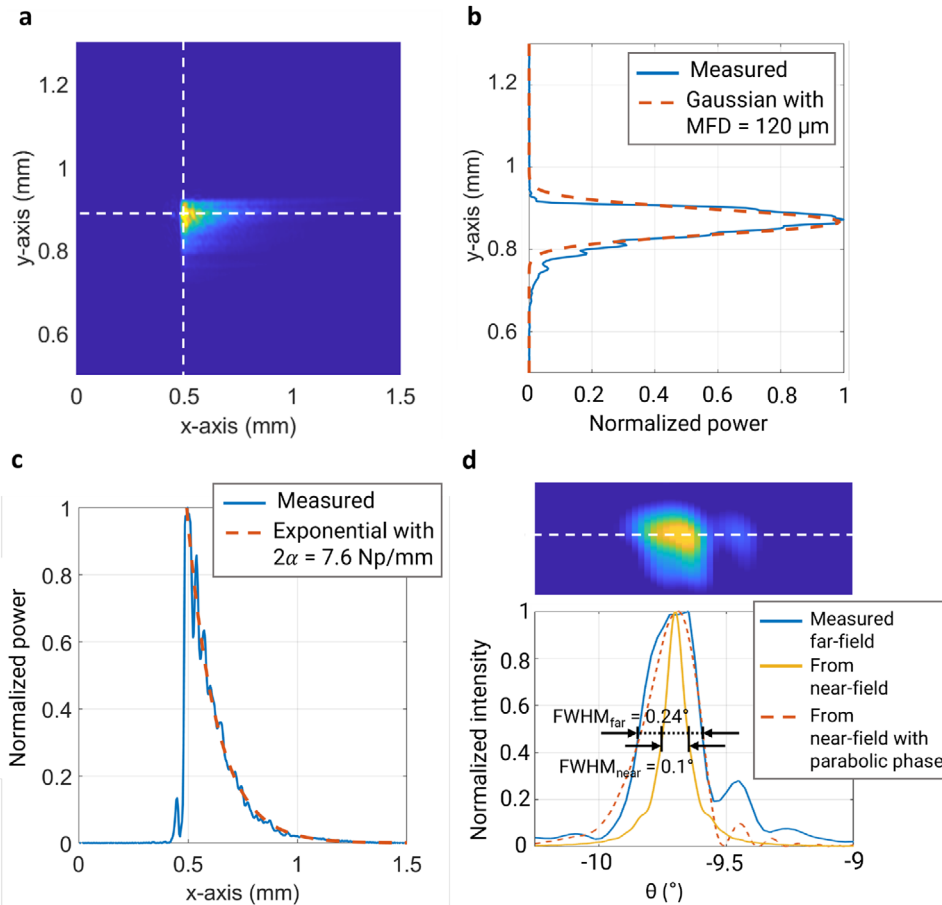 a
1.2
1
0.8
0.6
y-axis (mm)
0
0.5
1
1.5
x-axis (mm)
b
Measured
Gaussian with
MFD = 120 µm
1.2
1
0.8
0.6
y-axis (mm)
0
0.2
0.4
0.6
0.8
1
Normalized power
c
Measured
Exponential with
2α = 7.6 Np/mm
1
0.8
0.6
0.4
0.2
0
Normalized power
0
0.5
1
1.5
x-axis (mm)
d
Measured
far-field
From
near-field
From
near-field with
parabolic phase
1
0.8
0.6
0.4
0.2
0
Normalized intensity
FWHMfar = 0.24°
FWHMnear = 0.1°
-10
-9.5
-9
θ (°)